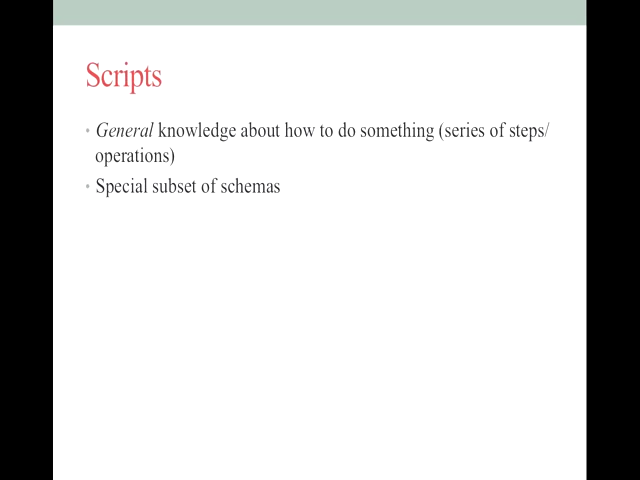 Scripts
• General knowledge about how to do something (series of steps/
operations)
• Special subset of schemas